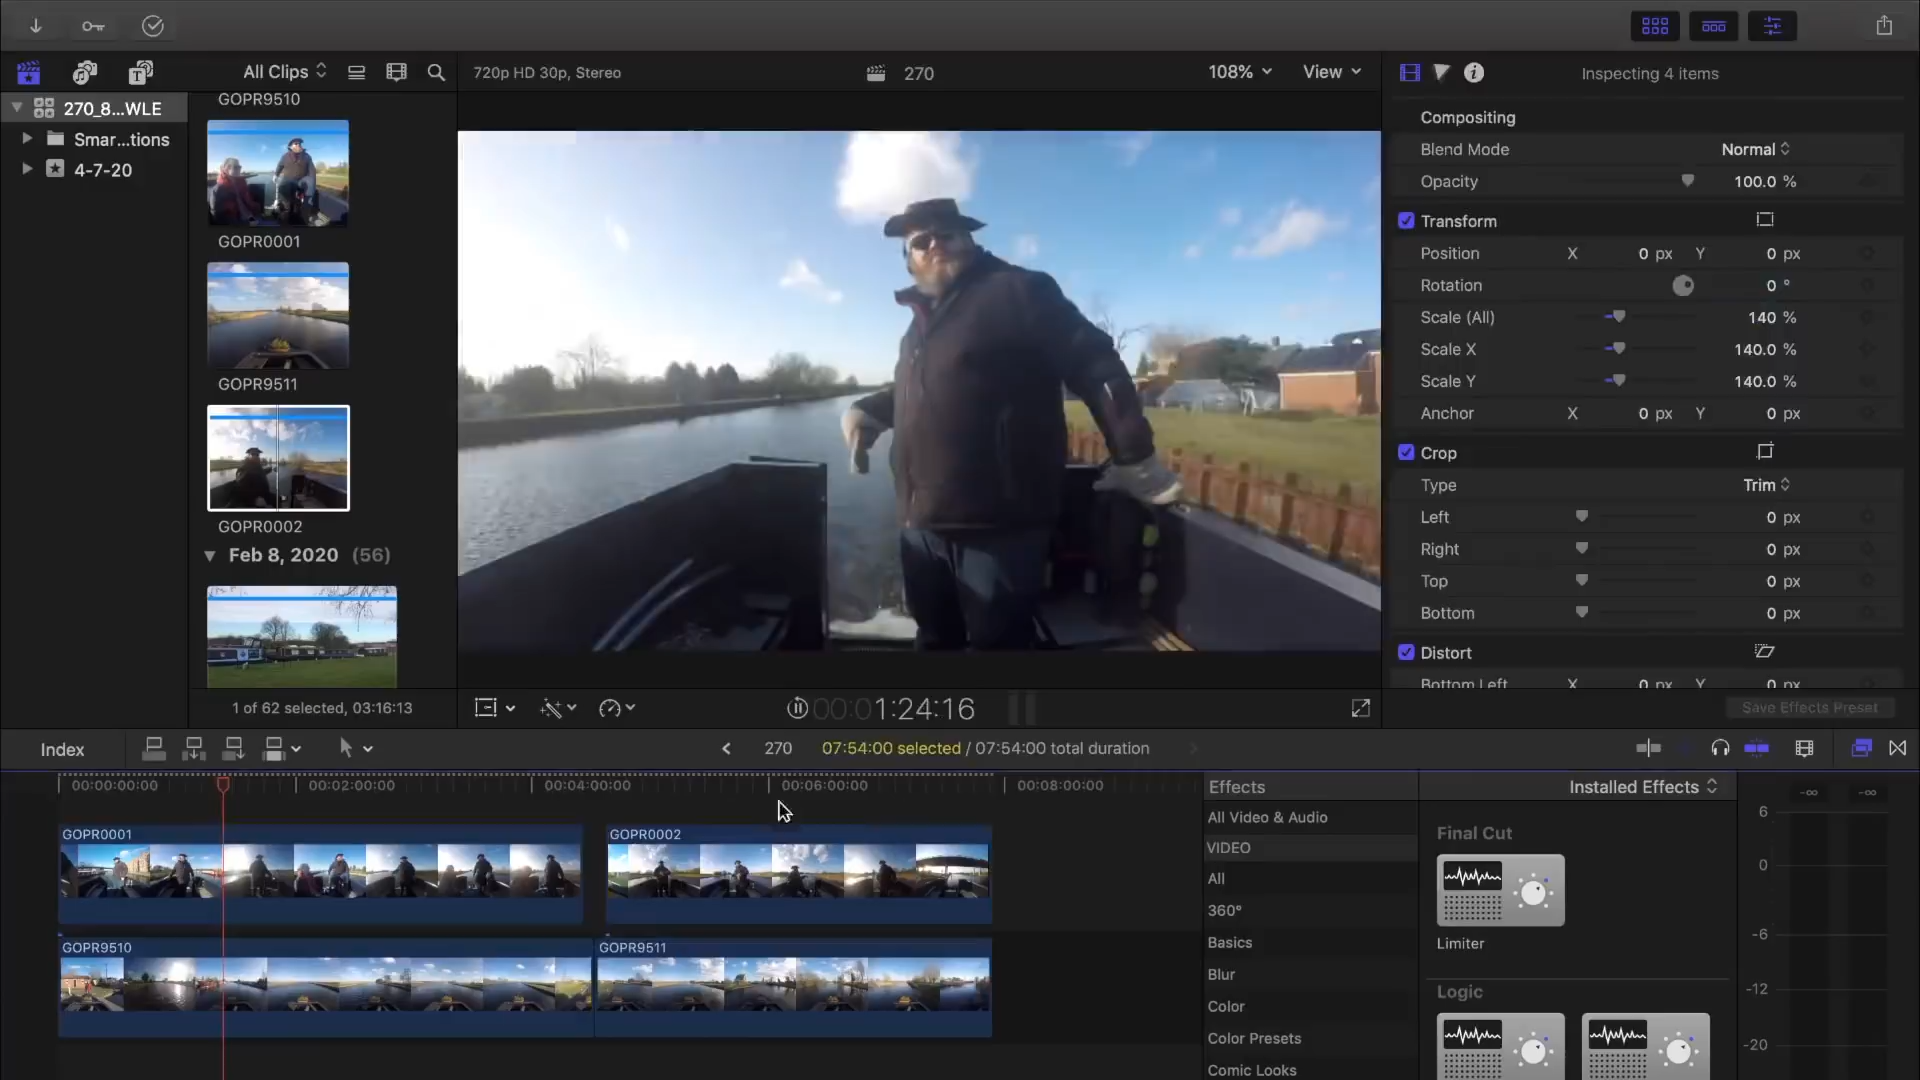 All Clips
720p HD 30p, Stereo
270
108%
View
Inspecting 4 items
270_8...WLE
Smar...tions
4-7-20
GOPR9510
GOPR0001
GOPR9511
GOPR0002
Feb 8, 2020 (56)
1 of 62 selected, 03:16:13
00:01:24:16
Compositing
Blend Mode Normal
Opacity 100.0 %
Transform
Position X 0 px Y 0 px
Rotation 0 °
Scale (All) 140 %
Scale X 140.0 %
Scale Y 140.0 %
Anchor X 0 px Y 0 px
Crop
Type Trim
Left 0 px
Right 0 px
Top 0 px
Bottom 0 px
Distort
Bottom Left X 0 px Y 0 px
Save Effects Preset
Index
270
07:54:00 selected / 07:54:00 total duration
00:00:00:00
00:02:00:00
00:04:00:00
00:06:00:00
00:08:00:00
GOPR0001
GOPR0002
GOPR9510
GOPR9511
Effects
Installed Effects
All Video & Audio
VIDEO
All
360°
Basics
Blur
Color
Color Presets
Comic Looks
Final Cut
Limiter
Logic
-∞ -∞
6
0
-6
-12
-20